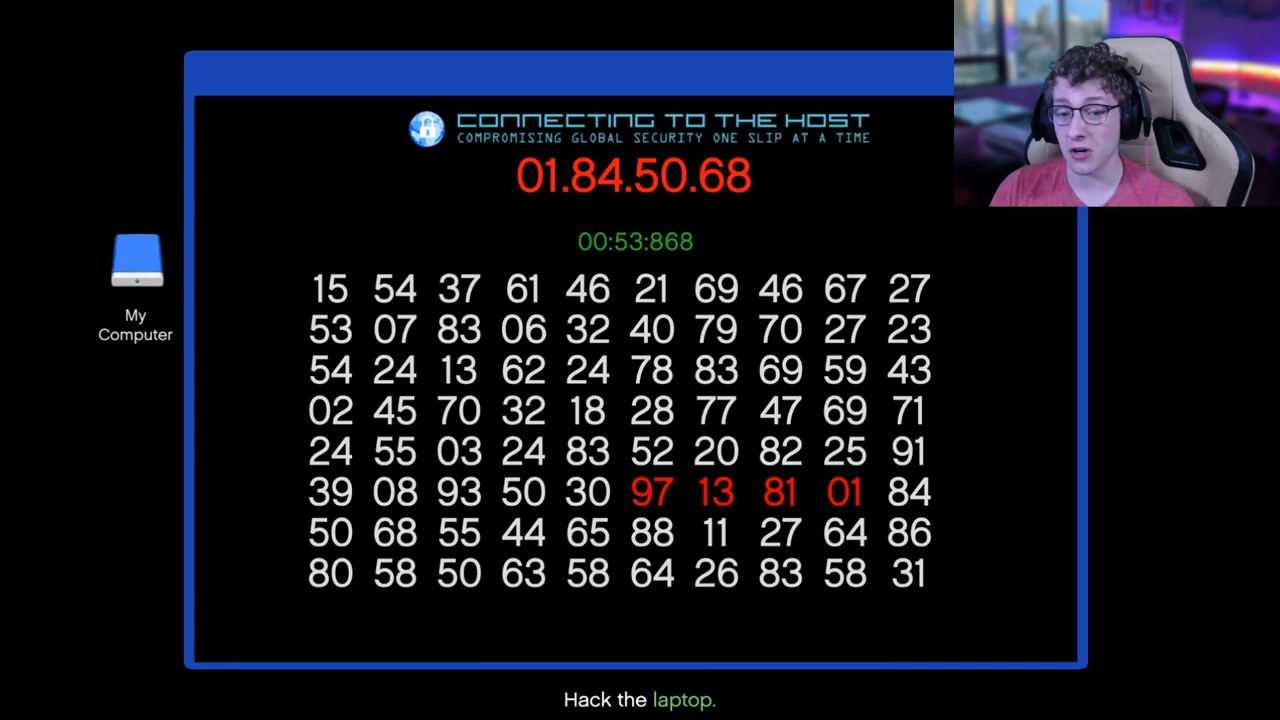 CONNECTING TO THE HOST
COMPROMISING GLOBAL SECURITY ONE SLIP AT A TIME
01.84.50.68
00:53:868
15 54 37 61 46 21 69 46 67 27
53 07 83 06 32 40 79 70 27 23
54 24 13 62 24 78 83 69 59 43
02 45 70 32 18 28 77 47 69 71
24 55 03 24 83 52 20 82 25 91
39 08 93 50 30 97 13 81 01 84
50 68 55 44 65 88 11 27 64 86
80 58 50 63 58 64 26 83 58 31
My
Computer
Hack the laptop.